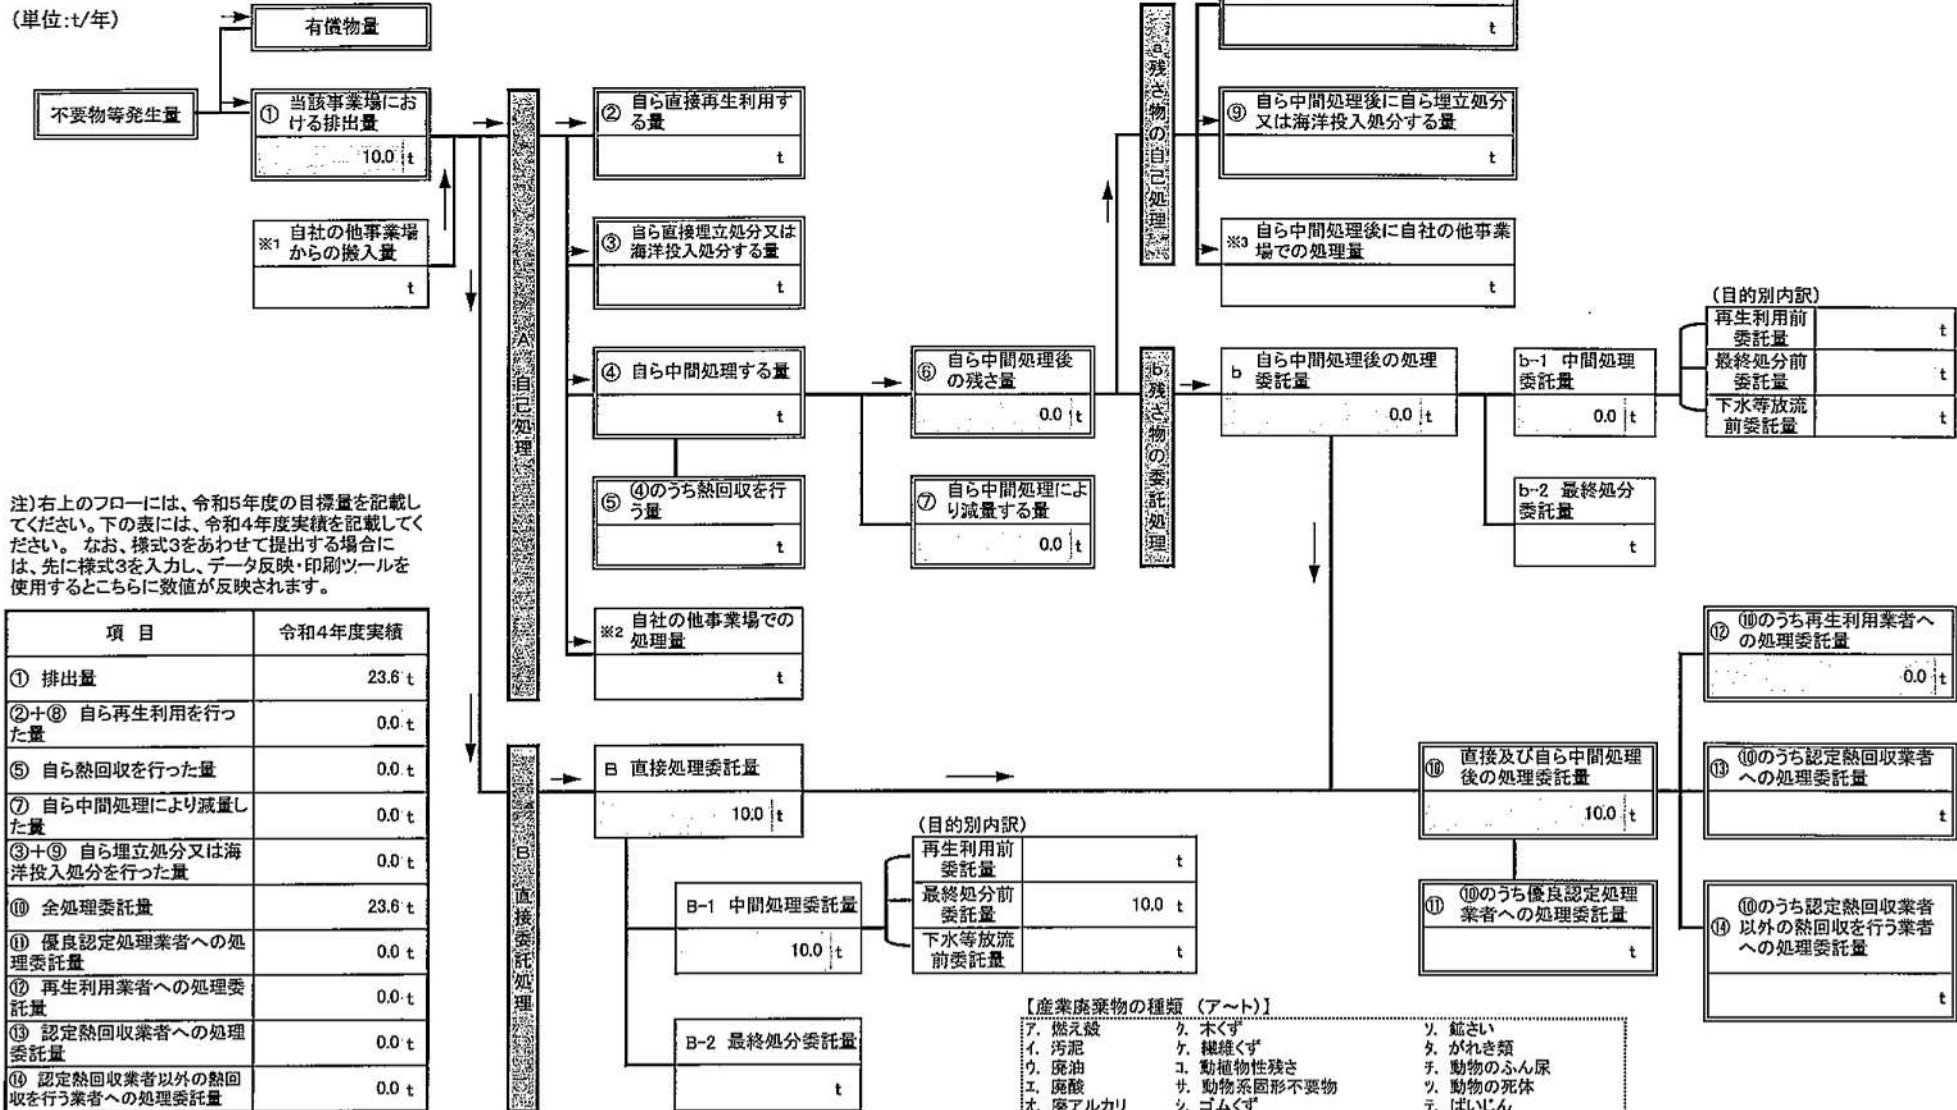 (単位:t/年)
有償物量
不要物等発生量
① 当該事業場にお
ける排出量
10.0 t
※1 自社の他事業場
からの搬入量
t
A 自己処理
② 自ら直接再生利用す
る量
t
③ 自ら直接埋立処分又は
海洋投入処分する量
t
④ 自ら中間処理する量
t
⑤ ④のうち熱回収を行
う量
t
※2 自社の他事業場での
処理量
t
⑥ 自ら中間処理後
の残さ量
0.0 t
⑦ 自ら中間処理によ
り減量する量
0.0 t
a 残さ物の自己処理
t
⑨ 自ら中間処理後に自ら埋立処分
又は海洋投入処分する量
t
※3 自ら中間処理後に自社の他事業
場での処理量
t
b 残さ物の委託処理
b 自ら中間処理後の処理
委託量
0.0 t
b-1 中間処理
委託量
0.0 t
(目的別内訳)
再生利用前
委託量
t
最終処分前
委託量
t
下水等放流
前委託量
t
b-2 最終処分
委託量
t
注)右上のフローには、令和5年度の目標量を記載し
てください。下の表には、令和4年度実績を記載してく
ださい。 なお、様式3をあわせて提出する場合に
は、先に様式3を入力し、データ反映・印刷ツールを
使用するとこちらに数値が反映されます。
項 目 令和4年度実績
① 排出量 23.6 t
②+⑧ 自ら再生利用を行っ
た量 0.0 t
⑤ 自ら熱回収を行った量 0.0 t
⑦ 自ら中間処理により減量し
た量 0.0 t
③+⑨ 自ら埋立処分又は海
洋投入処分を行った量 0.0 t
⑩ 全処理委託量 23.6 t
⑪ 優良認定処理業者への処
理委託量 0.0 t
⑫ 再生利用業者への処理委
託量 0.0 t
⑬ 認定熱回収業者への処理
委託量 0.0 t
⑭ 認定熱回収業者以外の熱回
収を行う業者への処理委託量 0.0 t
B 直接委託処理
B 直接処理委託量
10.0 t
B-1 中間処理委託量
10.0 t
(目的別内訳)
再生利用前
委託量
t
最終処分前
委託量
10.0 t
下水等放流
前委託量
t
B-2 最終処分委託量
t
⑩ 直接及び自ら中間処理
後の処理委託量
10.0 t
⑪ ⑩のうち優良認定処理
業者への処理委託量
t
⑫ ⑩のうち再生利用業者へ
の処理委託量
0.0 t
⑬ ⑩のうち認定熱回収業者
への処理委託量
t
⑭ ⑩のうち認定熱回収業者
以外の熱回収を行う業者
への処理委託量
t
【産業廃棄物の種類 (ア~ト)】
ア. 燃え殻 ク. 木くず ソ. 鉱さい
イ. 汚泥 ケ. 繊維くず タ. がれき類
ウ. 廃油 コ. 動植物性残さ チ. 動物のふん尿
エ. 廃酸 サ. 動物系固形不要物 ツ. 動物の死体
オ. 廃アルカリ シ. ゴムくず テ. ばいじん